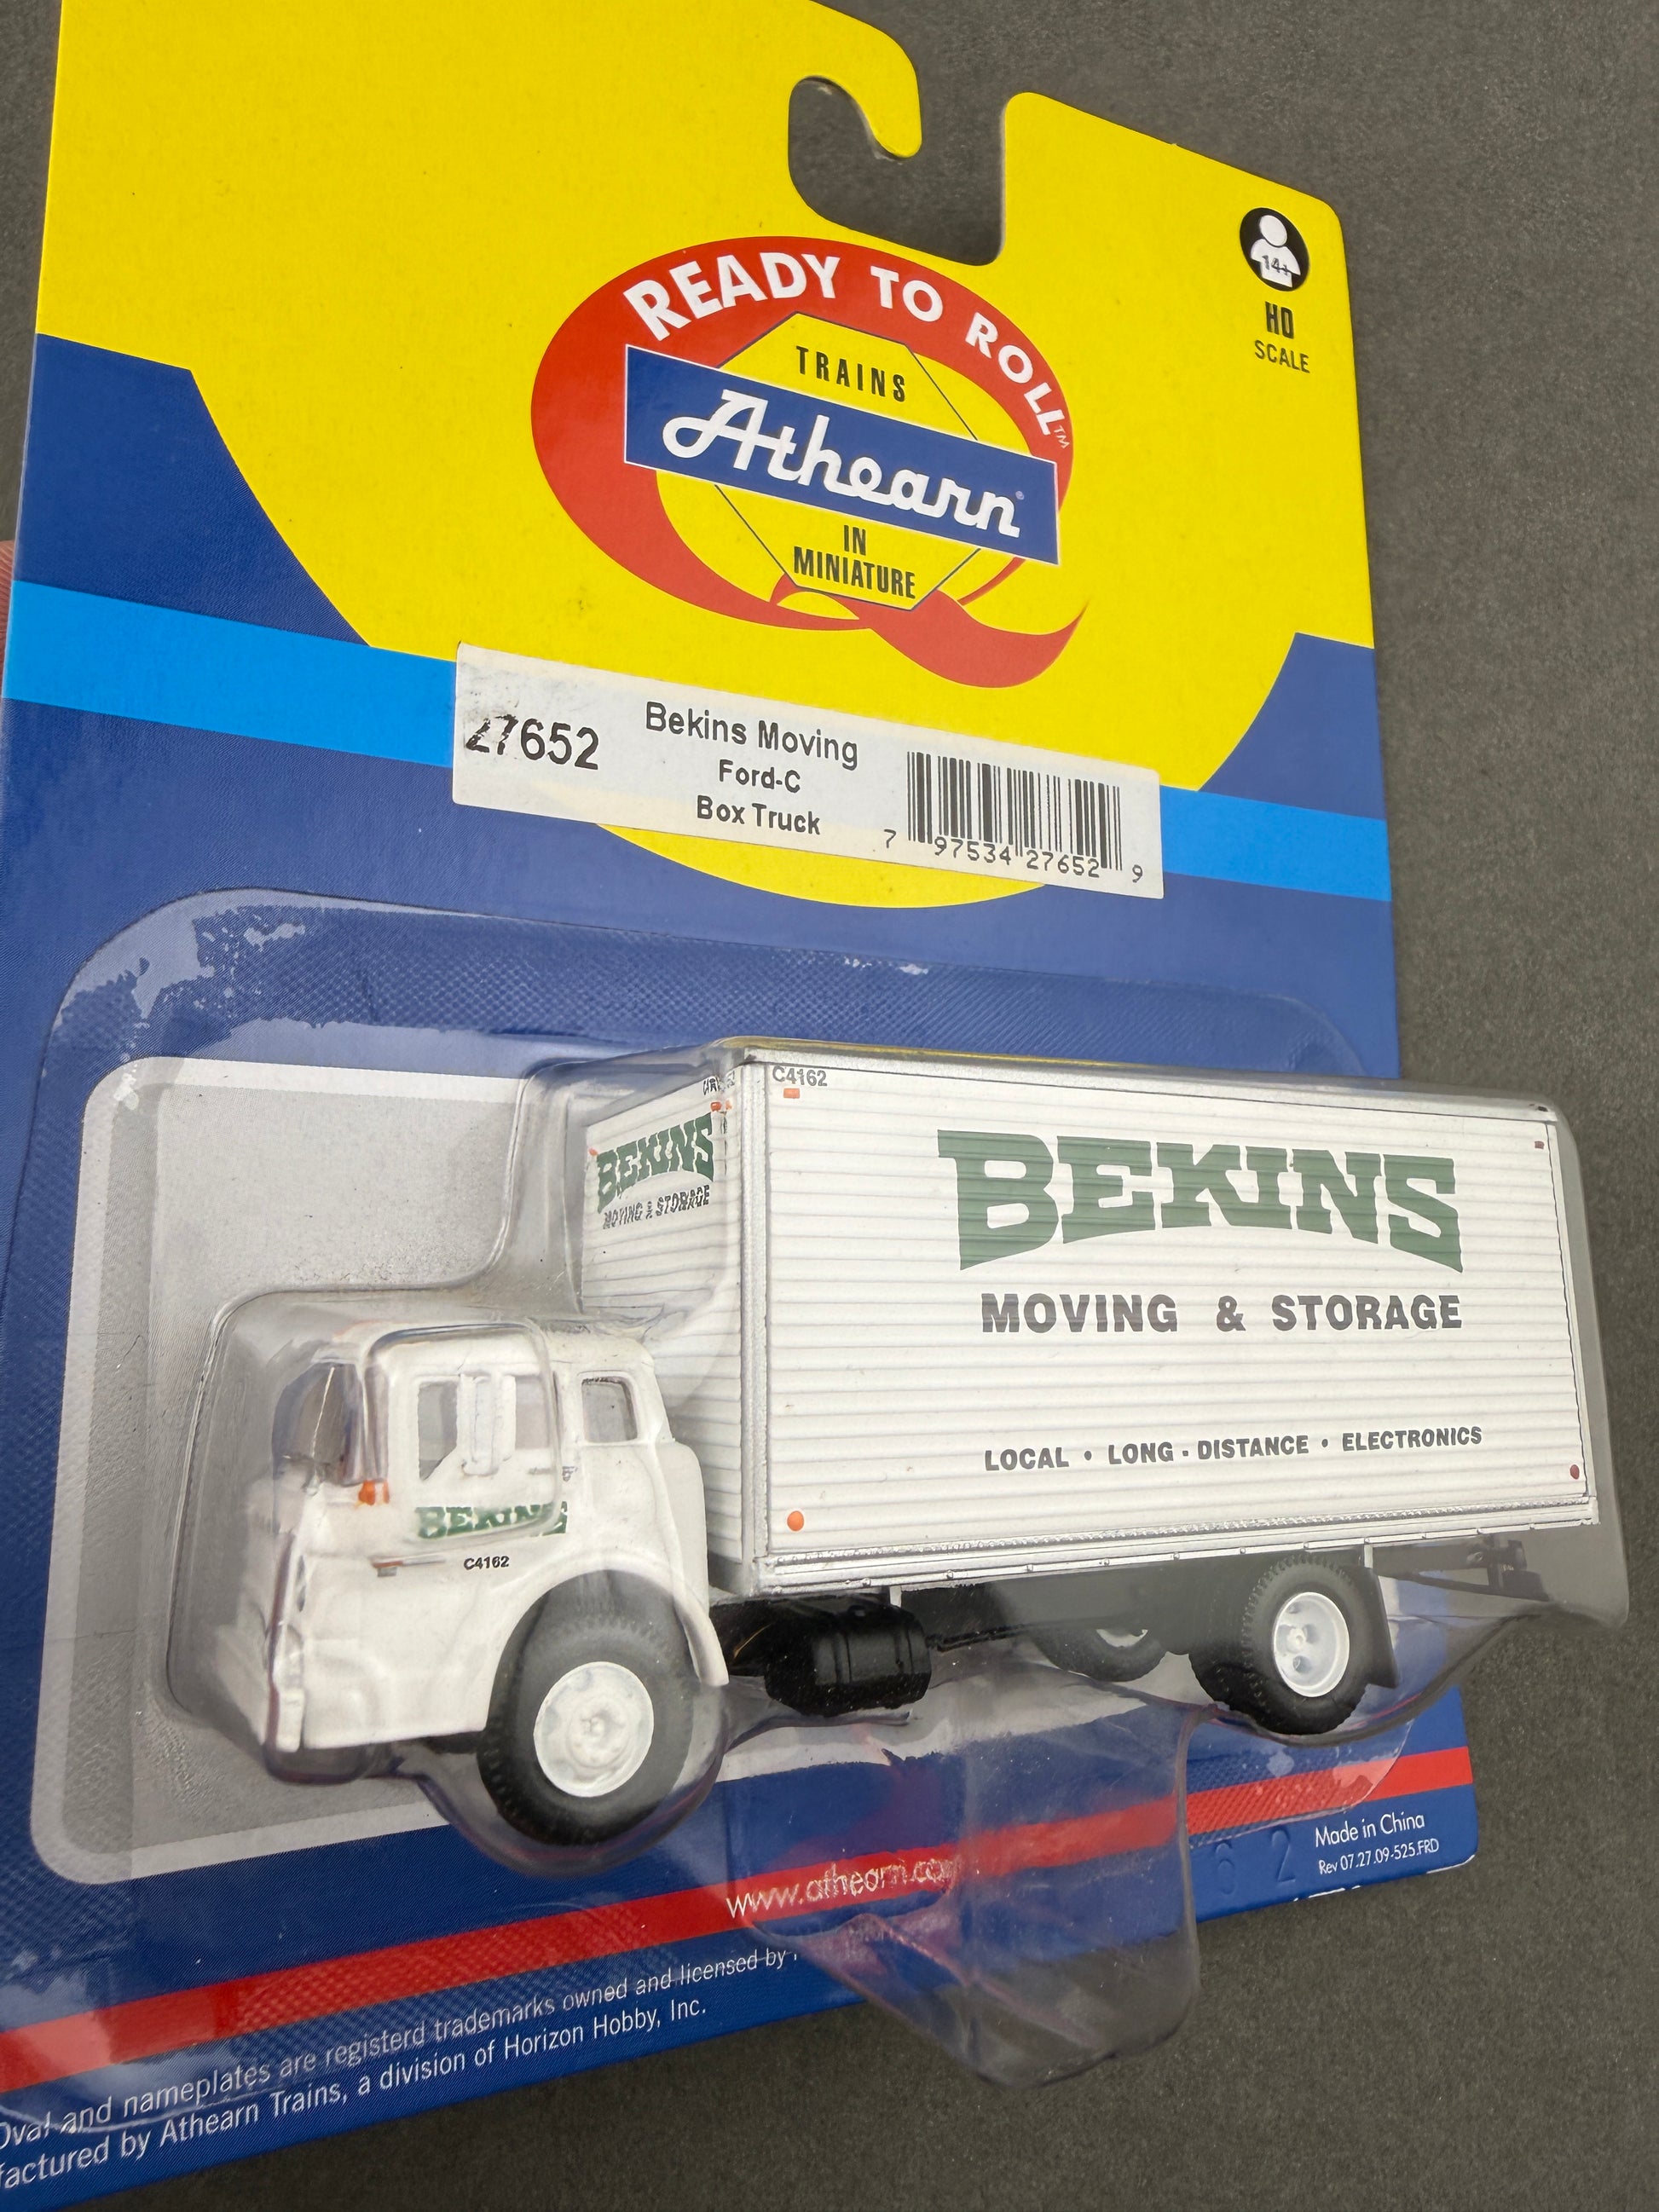 READY TO ROLL™
TRAINS
Athearn®
IN
MINIATURE
14+
HO
SCALE
27652
Bekins Moving
Ford-C
Box Truck
7 97534 27652 9
C4162
BEKINS
MOVING & STORAGE
BEKINS
MOVING & STORAGE
LOCAL • LONG - DISTANCE • ELECTRONICS
BEKINS
C4162
Made in China
Rev 07.27.09-525.FRD
www.athearn.com
Oval and nameplates are registerd trademarks owned and licensed by
factured by Athearn Trains, a division of Horizon Hobby, Inc.